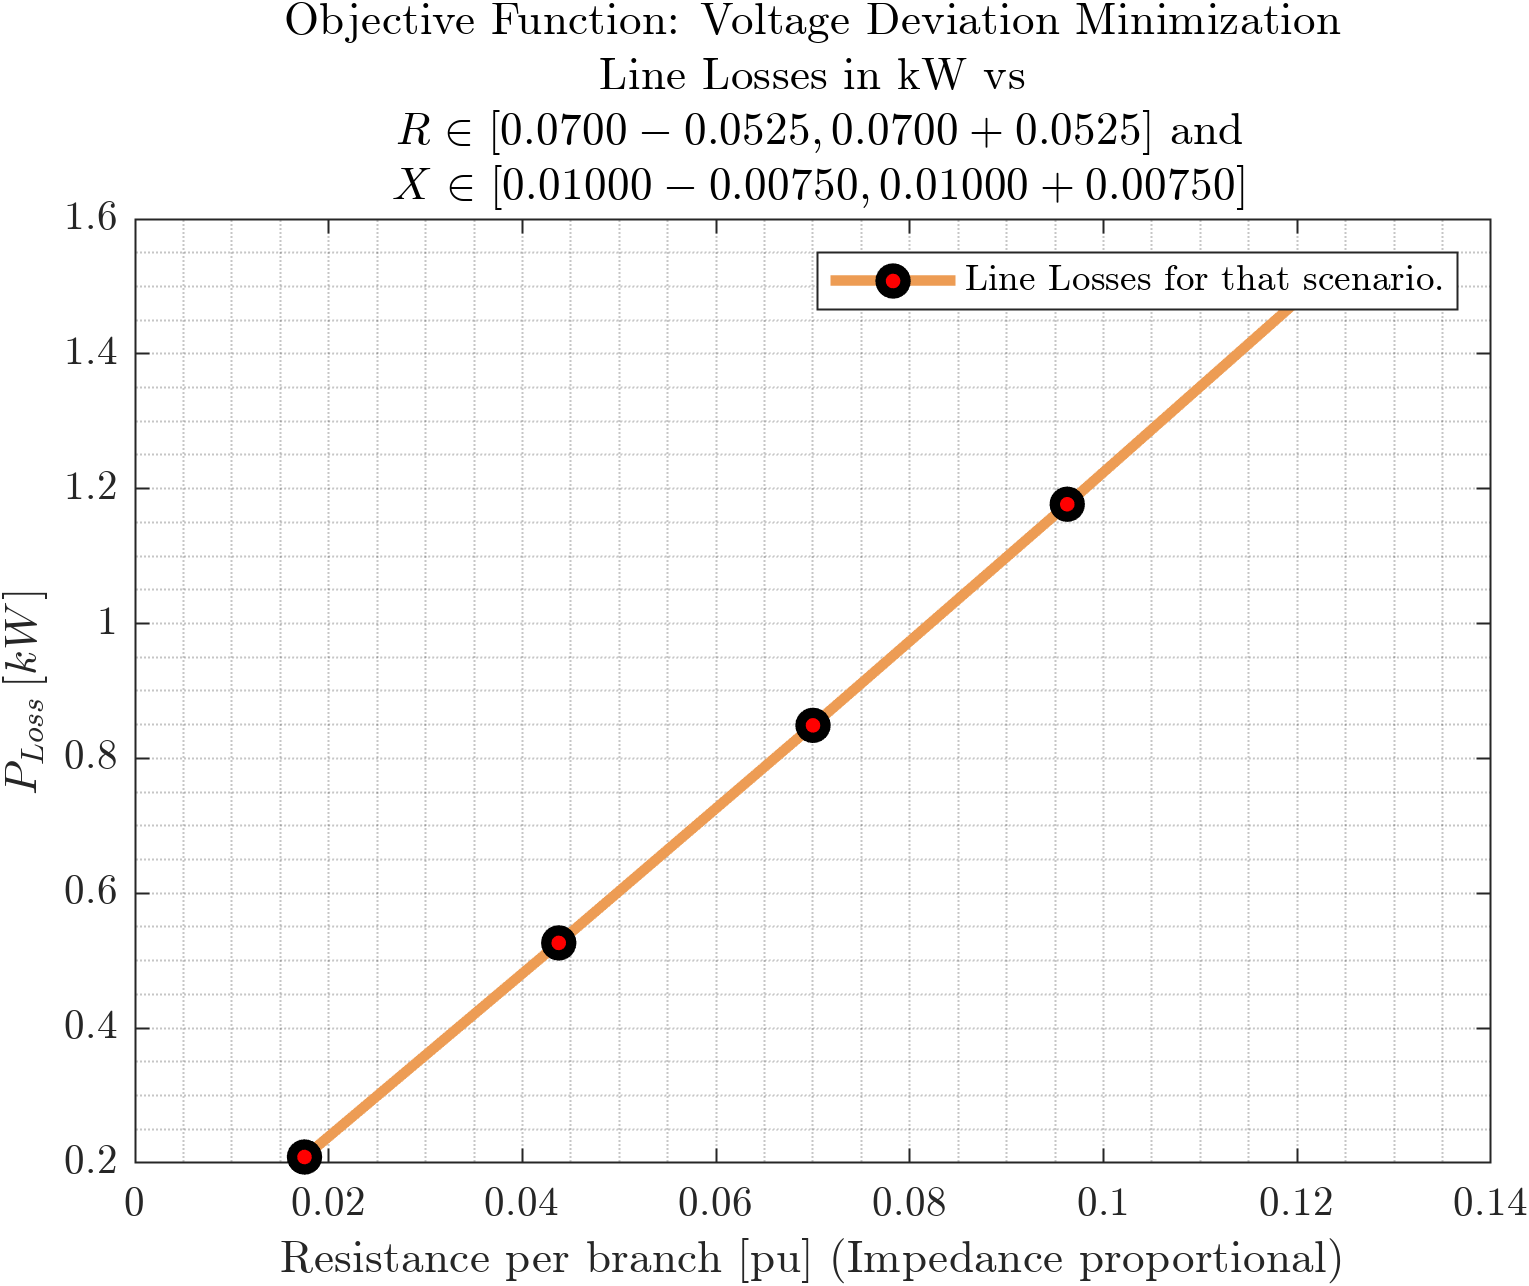 Objective Function: Voltage Deviation Minimization
Line Losses in kW vs
R ∈ [0.0700 − 0.0525, 0.0700 + 0.0525] and
X ∈ [0.01000 − 0.00750, 0.01000 + 0.00750]
Line Losses for that scenario.
1.6
1.4
1.2
1
0.8
0.6
0.4
0.2
P_{Loss} [kW]
0 0.02 0.04 0.06 0.08 0.1 0.12 0.14
Resistance per branch [pu] (Impedance proportional)